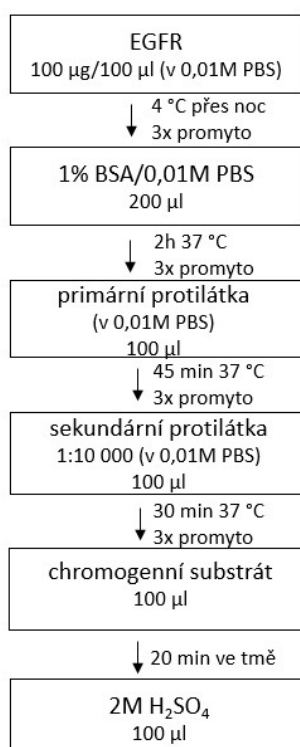 EGFR
100 µg/100 µl (v 0,01M PBS)
4 °C přes noc
3x promyto
1% BSA/0,01M PBS
200 µl
2h 37 °C
3x promyto
primární protilátka
(v 0,01M PBS)
100 µl
45 min 37 °C
3x promyto
sekundární protilátka
1:10 000 (v 0,01M PBS)
100 µl
30 min 37 °C
3x promyto
chromogenní substrát
100 µl
20 min ve tmě
2M H₂SO₄
100 µl